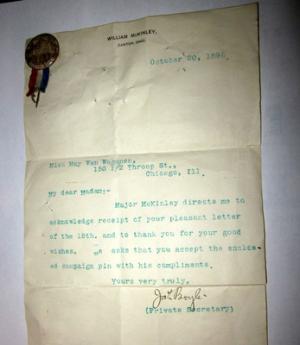 WILLIAM McKINLEY,
CANTON, OHIO.
October 20, 1896
Miss May Van Wagenen,
150 1/2 Throop St.,
Chicago, Ill
My dear Madam:-
Major McKinley directs me to
acknowledge receipt of your pleasant letter
of the 18th. and to thank you for your good
wishes. asks that you accept the enclos-
ed campaign pin with his compliments.
Yours very truly,
(Private Secretary)